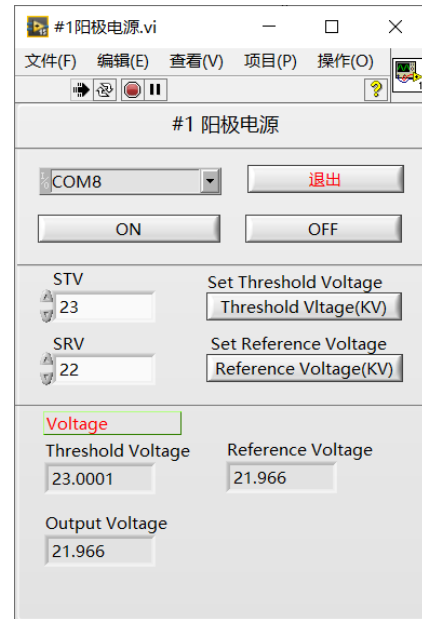 #1阳极电源.vi
文件(F) 编辑(E) 查看(V) 项目(P) 操作(O)
#1 阳极电源
COM8 退出
ON OFF
STV Set Threshold Voltage
23 Threshold Vltage(KV)
SRV Set Reference Voltage
22 Reference Voltage(KV)
Voltage
Threshold Voltage Reference Voltage
23.0001 21.966
Output Voltage
21.966